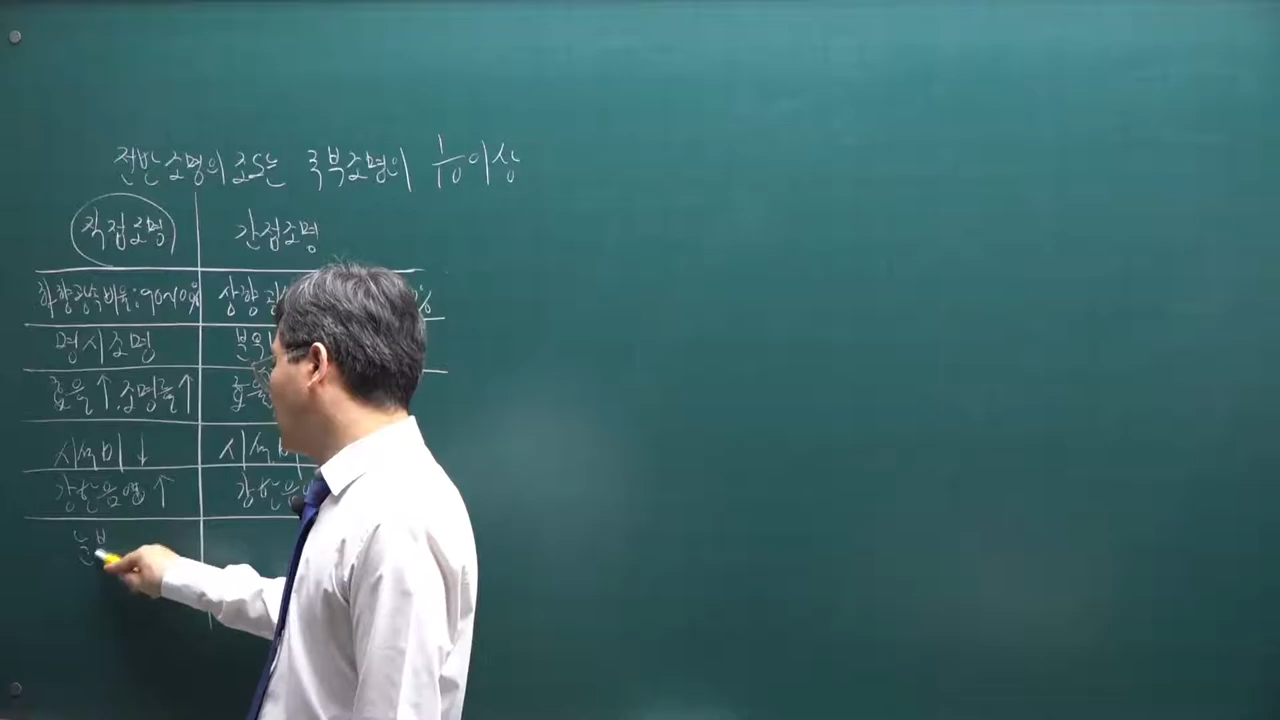 전반조명의 조도는 국부조명의 1/10 이상
직접조명 간접조명
하향광속비율:90~100% 상향 %
명시조명 분위
효율↑,조명률↑ 효율
시설비↓ 시설비
강한음영↑ 강한음영
눈부